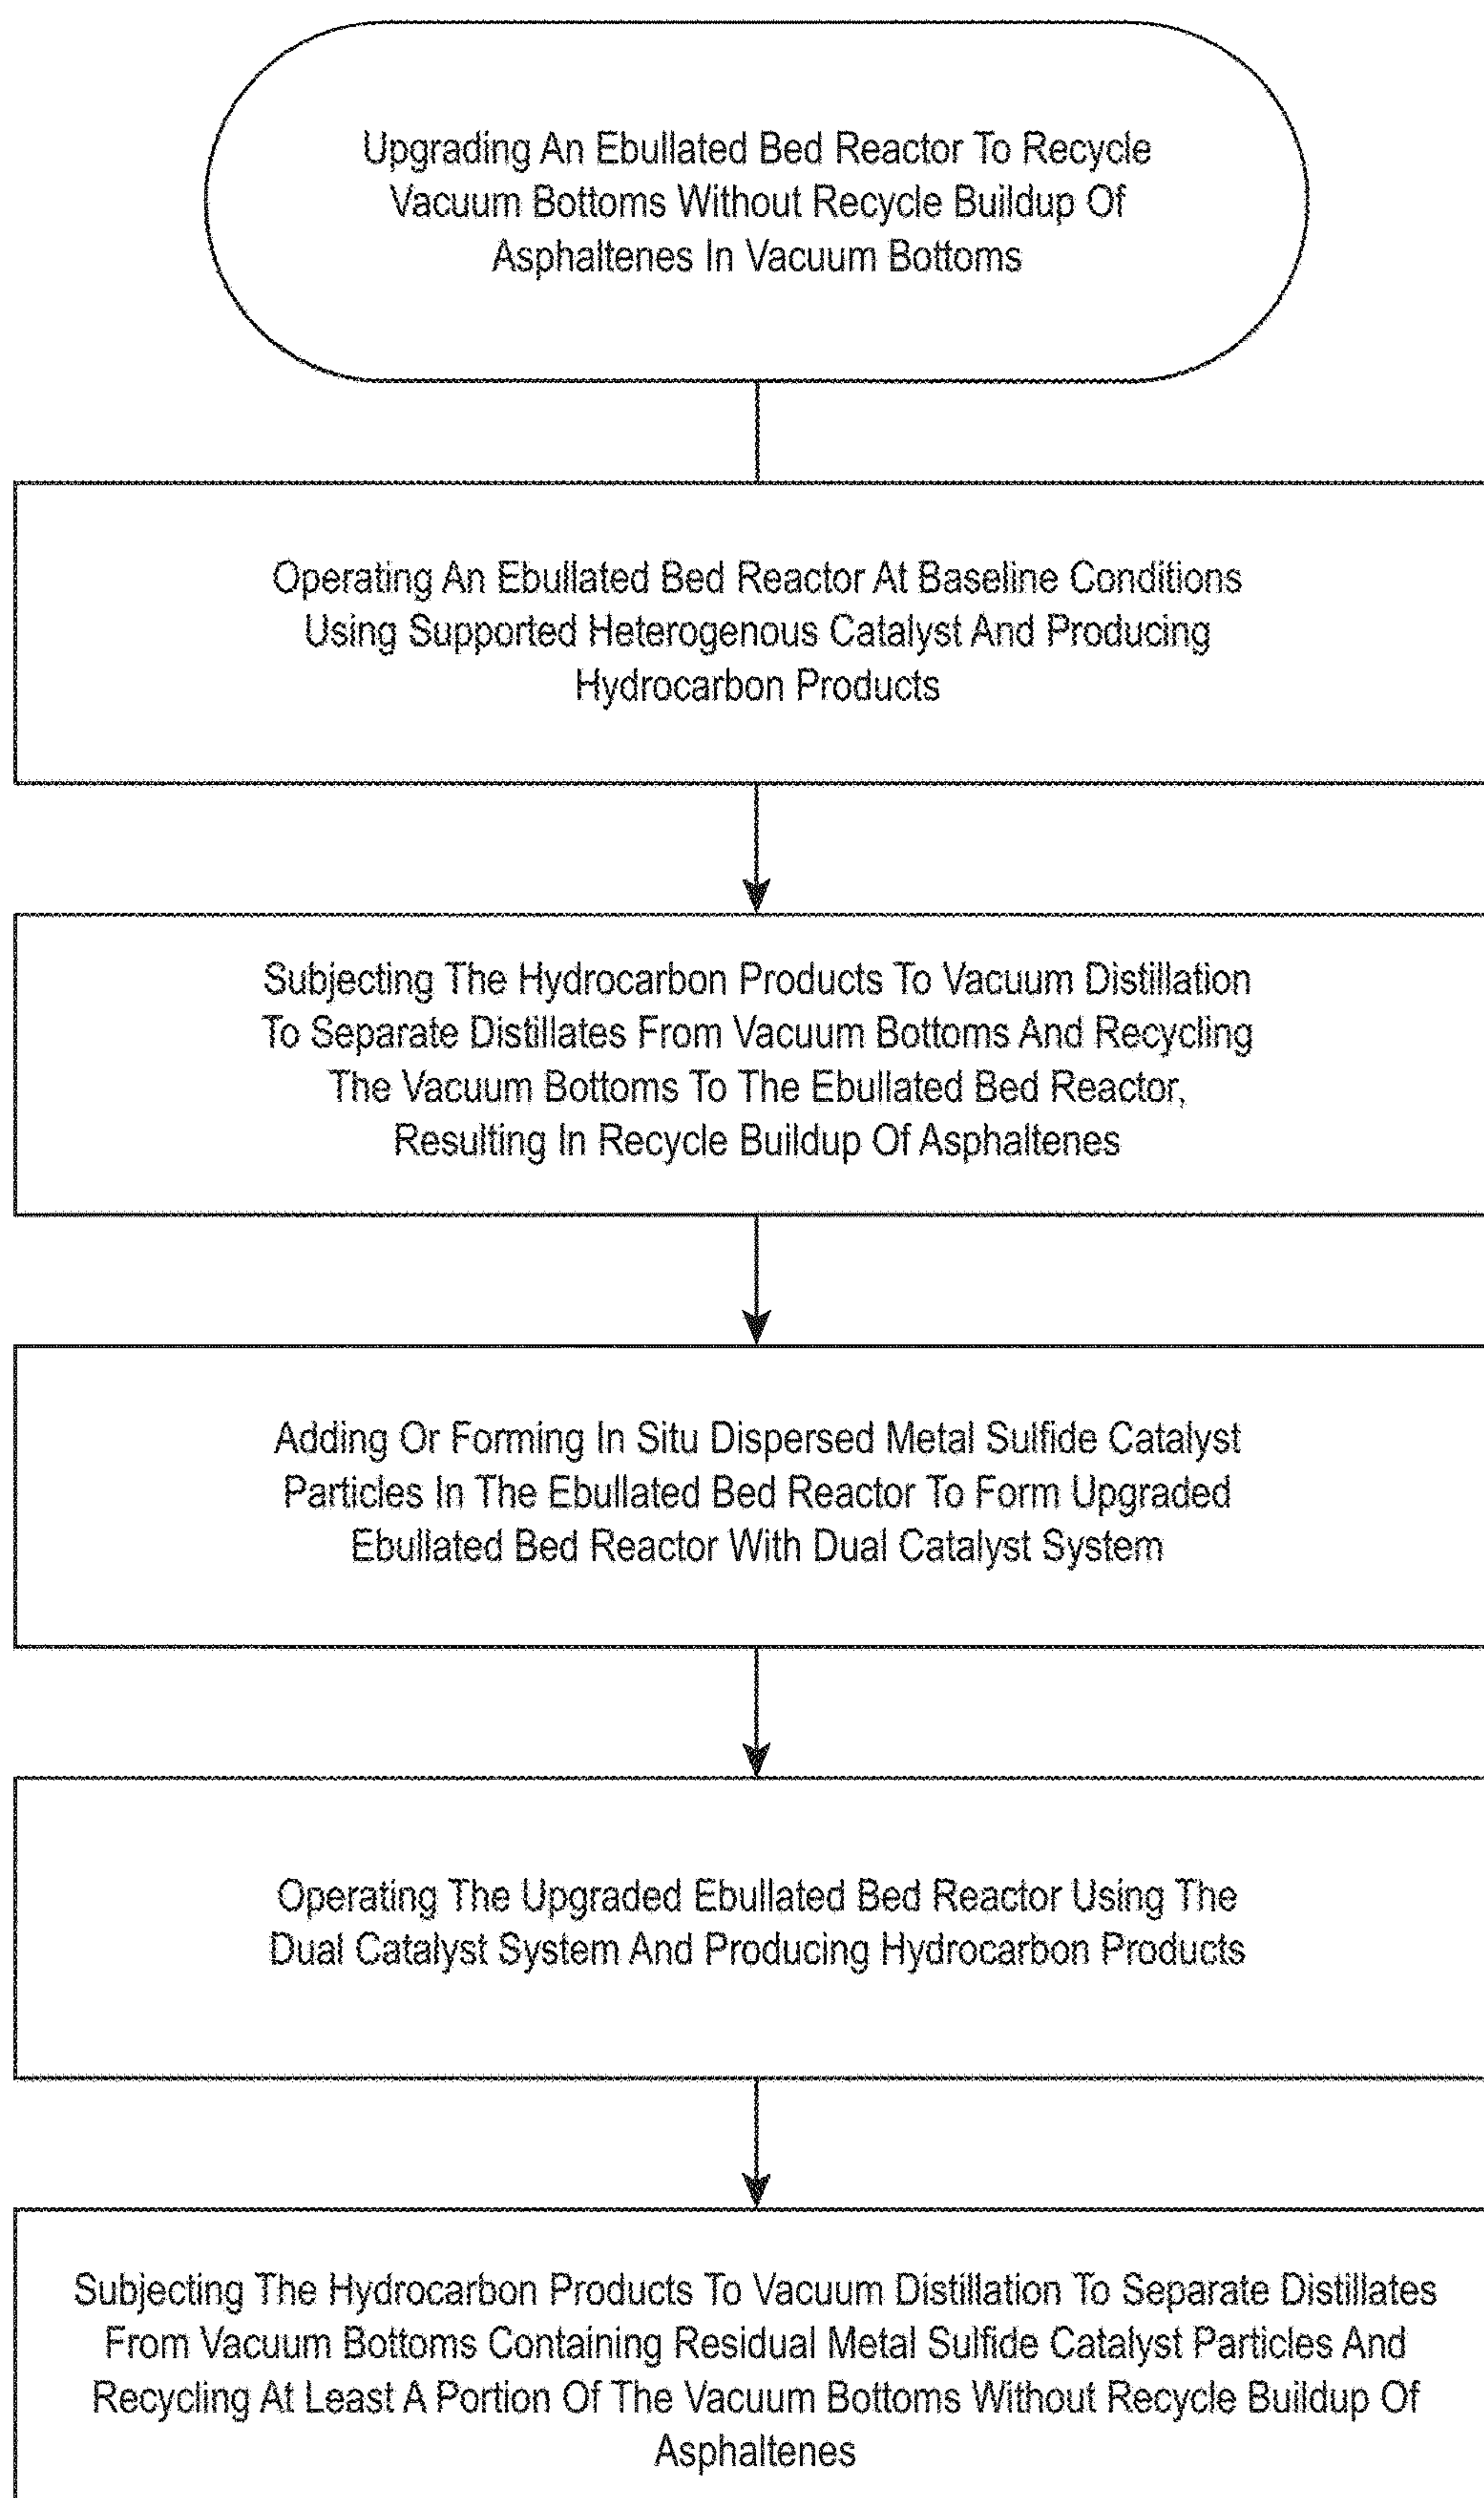 Upgrading An Ebullated Bed Reactor To Recycle
Vacuum Bottoms Without Recycle Buildup Of
Asphaltenes In Vacuum Bottoms
Operating An Ebullated Bed Reactor At Baseline Conditions
Using Supported Heterogenous Catalyst And Producing
Hydrocarbon Products
Subjecting The Hydrocarbon Products To Vacuum Distillation
To Separate Distillates From Vacuum Bottoms And Recycling
The Vacuum Bottoms To The Ebullated Bed Reactor,
Resulting In Recycle Buildup Of Asphaltenes
Adding Or Forming In Situ Dispersed Metal Sulfide Catalyst
Particles In The Ebullated Bed Reactor To Form Upgraded
Ebullated Bed Reactor With Dual Catalyst System
Operating The Upgraded Ebullated Bed Reactor Using The
Dual Catalyst System And Producing Hydrocarbon Products
Subjecting The Hydrocarbon Products To Vacuum Distillation To Separate Distillates
From Vacuum Bottoms Containing Residual Metal Sulfide Catalyst Particles And
Recycling At Least A Portion Of The Vacuum Bottoms Without Recycle Buildup Of
Asphaltenes